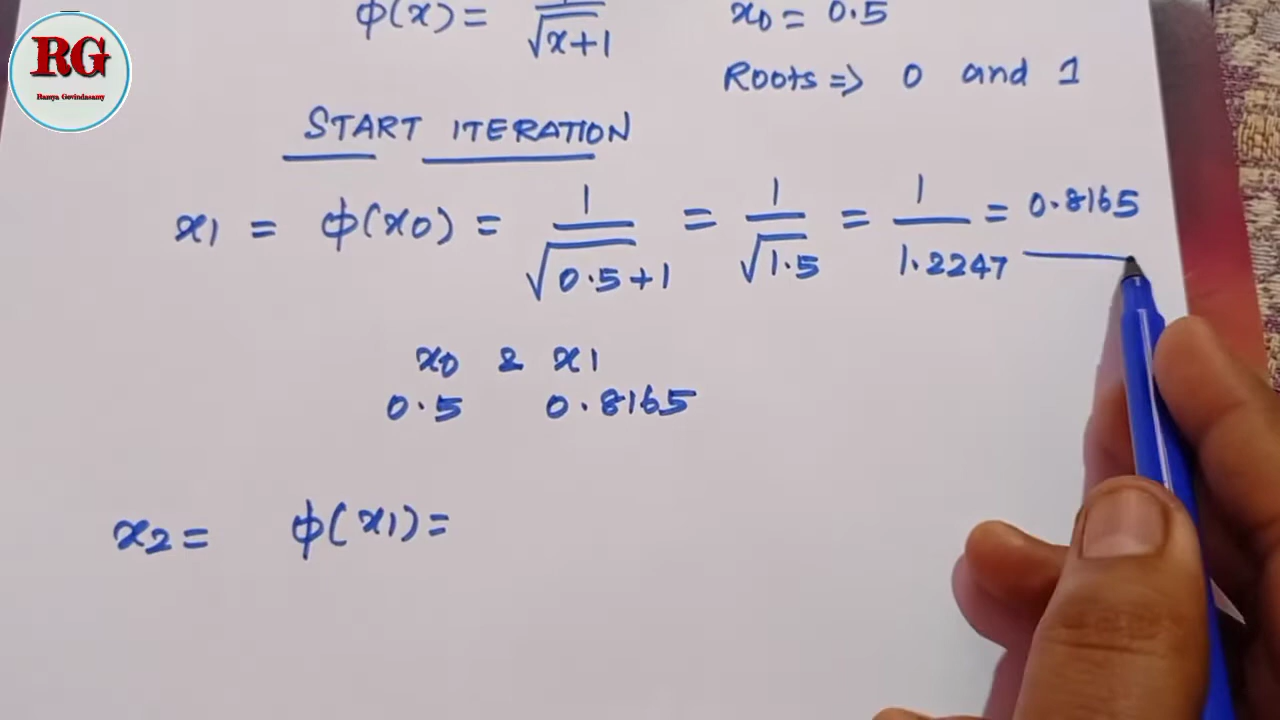 RG
Ramya Govindasamy
ϕ(x) = 1/√x+1 x0 = 0.5
Roots => 0 and 1
START ITERATION
x1 = ϕ(x0) = 1/√0.5+1 = 1/√1.5 = 1/1.2247 = 0.8165
x0 & x1
0.5 0.8165
x2 = ϕ(x1) =